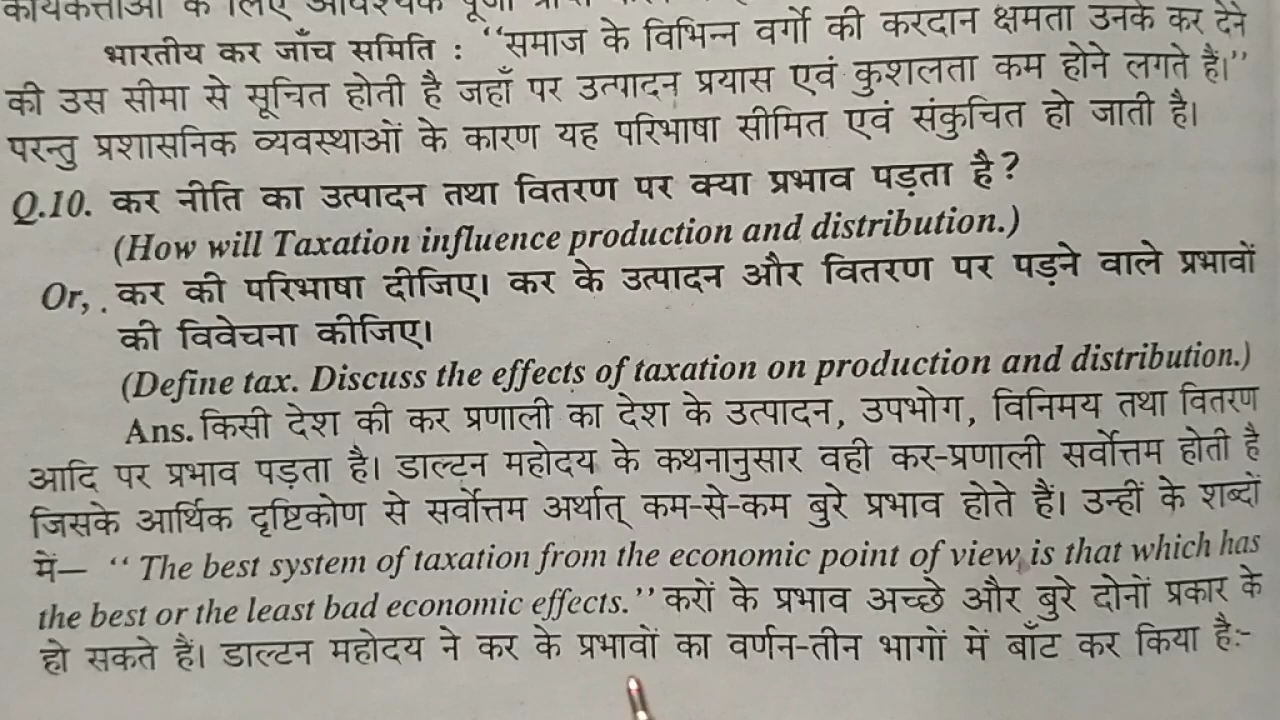 के लिए आवश्यक
भारतीय कर जाँच समिति : ‘‘समाज के विभिन्न वर्गों की करदान क्षमता उनके कर देने
की उस सीमा से सूचित होती है जहाँ पर उत्पादन प्रयास एवं कुशलता कम होने लगते हैं।’’
परन्तु प्रशासनिक व्यवस्थाओं के कारण यह परिभाषा सीमित एवं संकुचित हो जाती है।
Q.10. कर नीति का उत्पादन तथा वितरण पर क्या प्रभाव पड़ता है?
(How will Taxation influence production and distribution.)
Or, . कर की परिभाषा दीजिए। कर के उत्पादन और वितरण पर पड़ने वाले प्रभावों
की विवेचना कीजिए।
(Define tax. Discuss the effects of taxation on production and distribution.)
Ans. किसी देश की कर प्रणाली का देश के उत्पादन, उपभोग, विनिमय तथा वितरण
आदि पर प्रभाव पड़ता है। डाल्टन महोदय के कथनानुसार वही कर-प्रणाली सर्वोत्तम होती है
जिसके आर्थिक दृष्टिकोण से सर्वोत्तम अर्थात् कम-से-कम बुरे प्रभाव होते हैं। उन्हीं के शब्दों
में— ‘‘ The best system of taxation from the economic point of view is that which has
the best or the least bad economic effects.’’ करों के प्रभाव अच्छे और बुरे दोनों प्रकार के
हो सकते हैं। डाल्टन महोदय ने कर के प्रभावों का वर्णन-तीन भागों में बाँट कर किया है:-